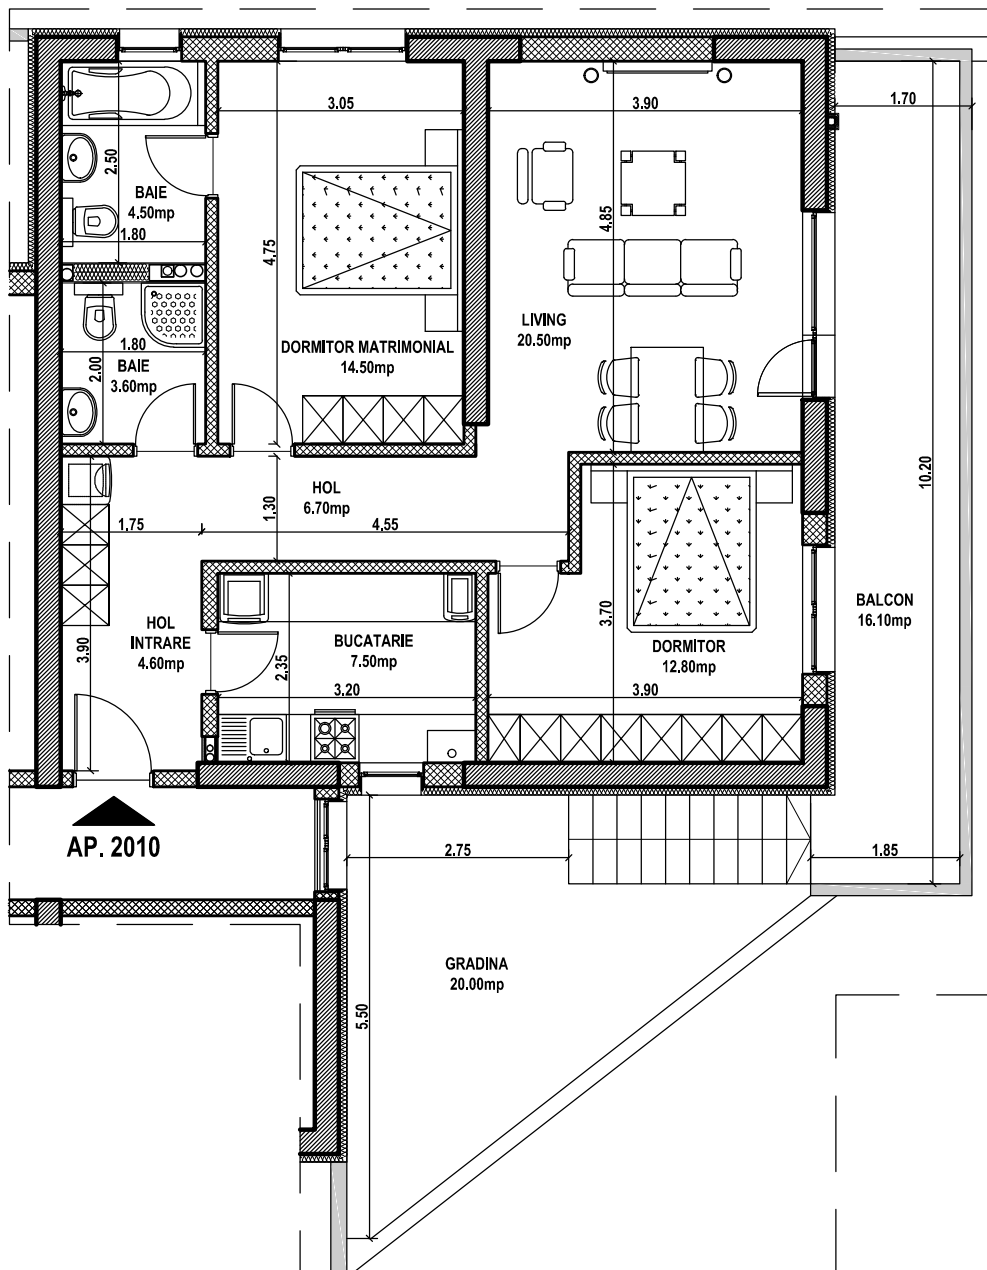 3.05
3.90
1.70
2.50
BAIE
4.50mp
1.80
4.75
4.85
LIVING
20.50mp
1.80
2.00
BAIE
3.60mp
DORMITOR MATRIMONIAL
14.50mp
HOL
6.70mp
1.30
1.75
4.55
10.20
HOL
INTRARE
4.60mp
3.90
BUCATARIE
7.50mp
2.35
3.20
3.70
DORMITOR
12.80mp
3.90
BALCON
16.10mp
AP. 2010
2.75
1.85
GRADINA
20.00mp
5.50